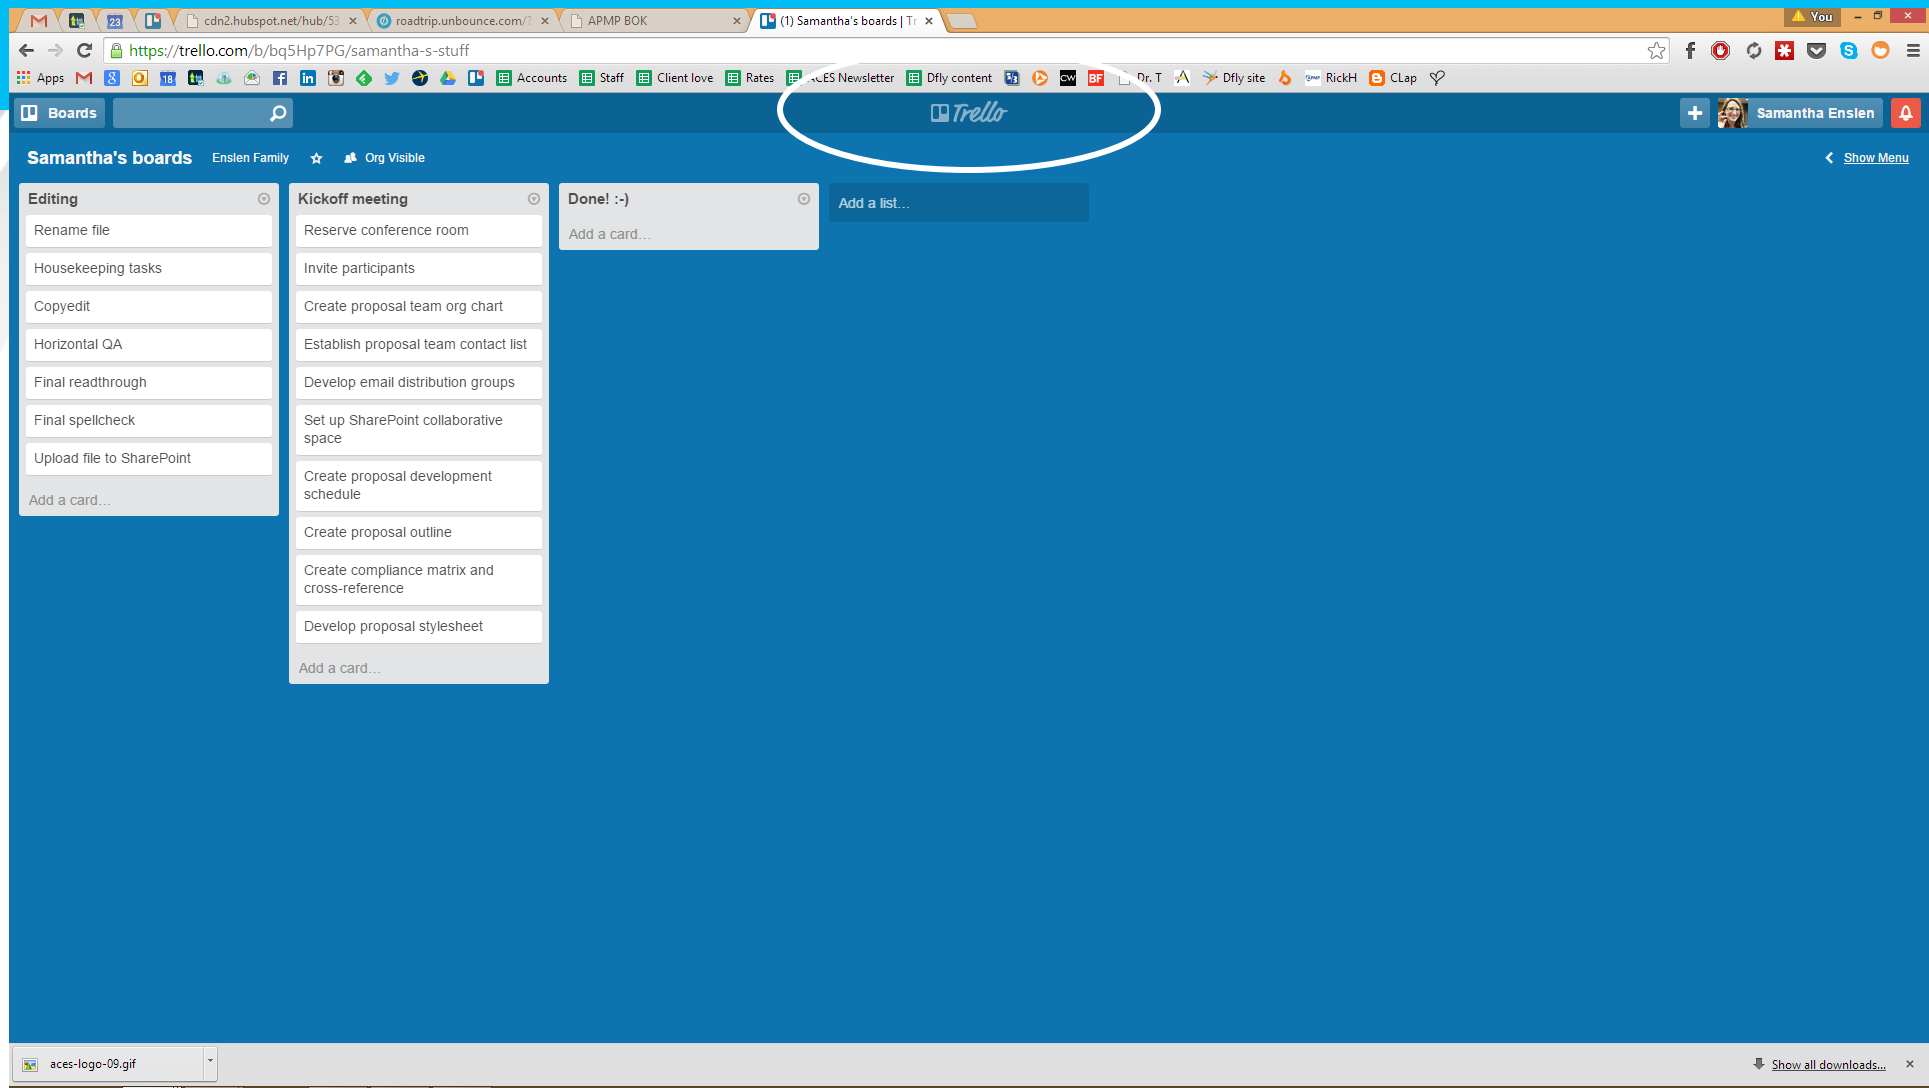 cdn2.hubspot.net/hub/53
roadtrip.unbounce.com/?
APMP BOK
(1) Samantha's boards | Tr
You
23
https://trello.com/b/bq5Hp7PG/samantha-s-stuff
Apps
18
Accounts
Staff
Client love
Rates
ACES Newsletter
Dfly content
CW
BF
Dr. T
Dfly site
RickH
CLap
Boards
Trello
Samantha Enslen
Samantha's boards
Enslen Family
Org Visible
Show Menu
Editing
Rename file
Housekeeping tasks
Copyedit
Horizontal QA
Final readthrough
Final spellcheck
Upload file to SharePoint
Add a card…
Kickoff meeting
Reserve conference room
Invite participants
Create proposal team org chart
Establish proposal team contact list
Develop email distribution groups
Set up SharePoint collaborative
space
Create proposal development
schedule
Create proposal outline
Create compliance matrix and
cross-reference
Develop proposal stylesheet
Add a card…
Done! :-)
Add a card…
Add a list…
aces-logo-09.gif
Show all downloads...